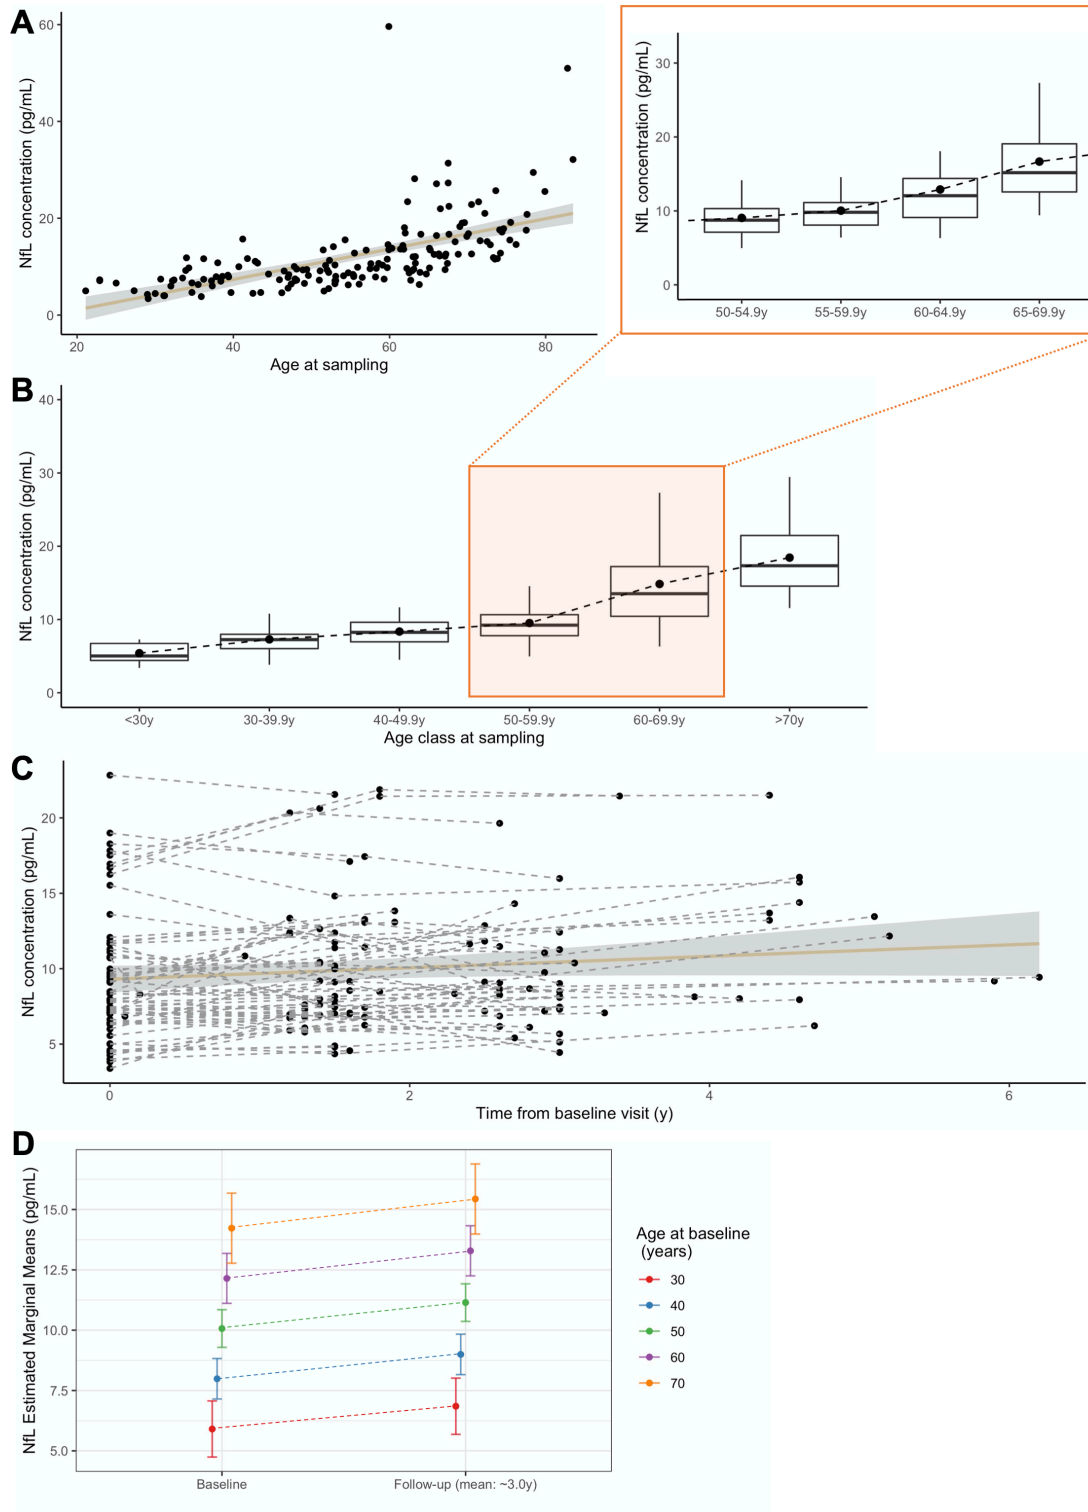 A
NfL concentration (pg/mL)
60
40
20
0
20 40 60 80
Age at sampling
NfL concentration (pg/mL)
30
20
10
0
50-54.9y 55-59.9y 60-64.9y 65-69.9y
B
NfL concentration (pg/mL)
40
30
20
10
0
<30y 30-39.9y 40-49.9y 50-59.9y 60-69.9y >70y
Age class at sampling
C
NfL concentration (pg/mL)
20
15
10
5
0 2 4 6
Time from baseline visit (y)
D
NfL Estimated Marginal Means (pg/mL)
15.0
12.5
10.0
7.5
5.0
Baseline Follow-up (mean: ~3.0y)
Age at baseline
(years)
30
40
50
60
70